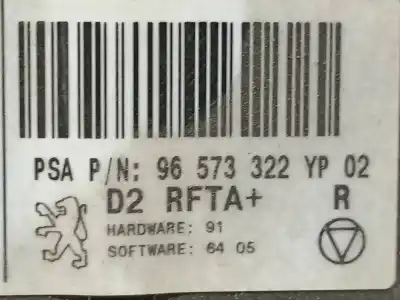 PSA P/N: 96 573 322 YP 02
D2 RFTA+ R
HARDWARE: 91
SOFTWARE: 64 05